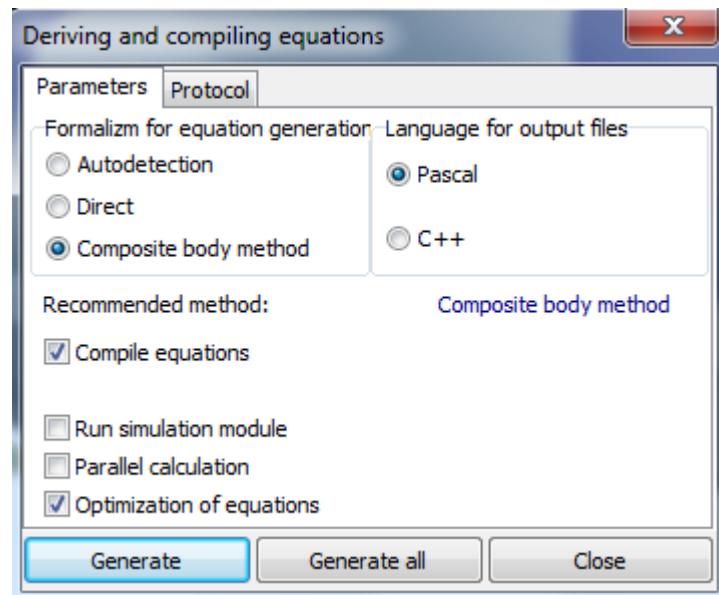 Deriving and compiling equations
Parameters Protocol
Formalizm for equation generation Language for output files
Autodetection
Pascal
Direct
Composite body method
C++
Recommended method: Composite body method
Compile equations
Run simulation module
Parallel calculation
Optimization of equations
Generate Generate all Close